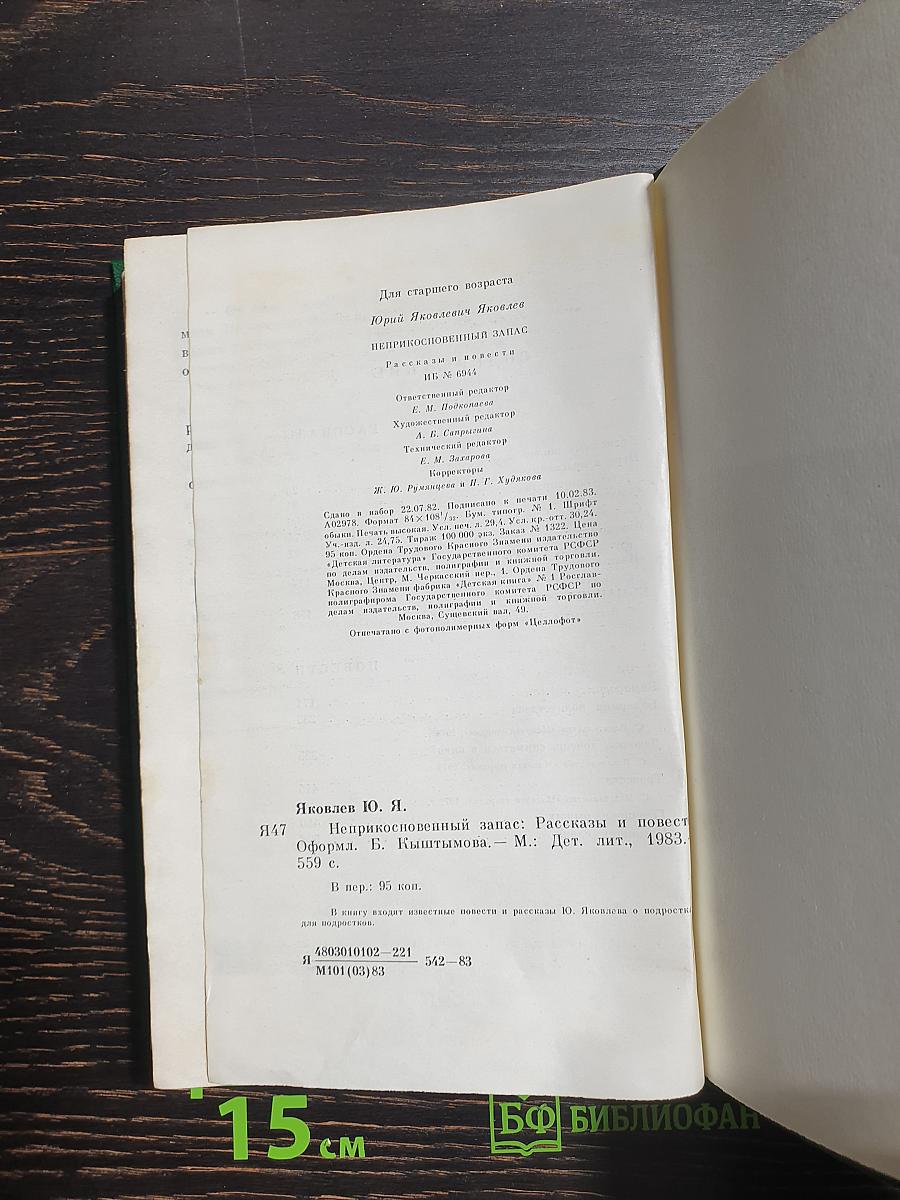 Для старшего возраста
Юрий Яковлевич Яковлев
НЕПРИКОСНОВЕННЫЙ ЗАПАС
Рассказы и повести
ИБ № 6944
Ответственный редактор
Е. М. Подкопаева
Художественный редактор
А. Б. Сапрыгина
Технический редактор
Е. М. Захарова
Корректоры
Ж. Ю. Румянцева и Н. Г. Худякова
Сдано в набор 22.07.82. Подписано к печати 10.02.83.
А02978. Формат 84×108¹/₃₂. Бум. типогр. № 1. Шрифт
обыкн. Печать высокая. Усл. печ. л. 29,4. Усл. кр.-отт. 30,24.
Уч.-изд. л. 24,75. Тираж 100 000 экз. Заказ № 1322. Цена
95 коп. Ордена Трудового Красного Знамени издательство
«Детская литература» Государственного комитета РСФСР
по делам издательств, полиграфии и книжной торговли.
Москва, Центр, М. Черкасский пер., 1. Ордена Трудового
Красного Знамени фабрика «Детская книга» № 1 Росглав-
полиграфпрома Государственного комитета РСФСР по
делам издательств, полиграфии и книжной торговли.
Москва, Сущевский вал, 49.
Отпечатано с фотополимерных форм «Целлофот»
Яковлев Ю. Я.
Я47 Неприкосновенный запас: Рассказы и повест
Оформл. Б. Кыштымова.— М.: Дет. лит., 1983.
559 с.
В пер.: 95 коп.
В книгу входят известные повести и рассказы Ю. Яковлева о подростк
для подростков.
Я 4803010102—221 542—83
М101(03)83
15 см
БФ БИБЛИОФАН